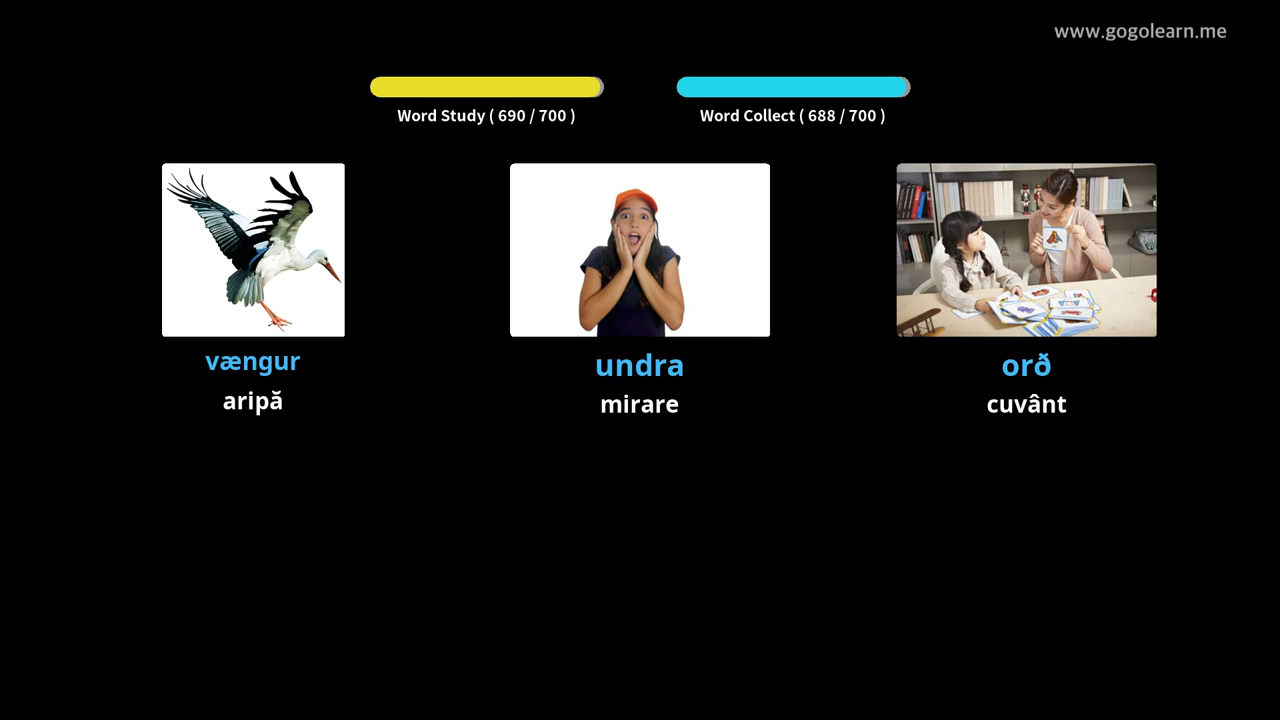 www.gogolearn.me
Word Study ( 690 / 700 )
Word Collect ( 688 / 700 )
vængur
aripă
undra
mirare
orð
cuvânt